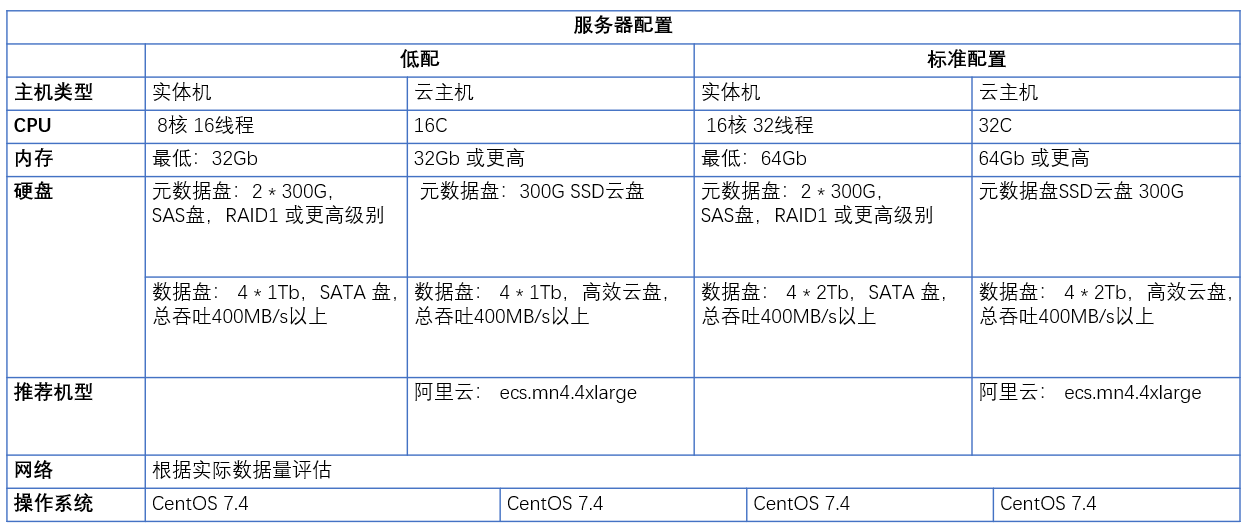 服务器配置
低配 标准配置
主机类型 实体机 云主机 实体机 云主机
CPU 8核 16线程 16C 16核 32线程 32C
内存 最低：32Gb 32Gb 或更高 最低：64Gb 64Gb 或更高
硬盘 元数据盘：2 * 300G， 元数据盘：300G SSD云盘 元数据盘：2 * 300G， 元数据盘SSD云盘 300G
SAS盘，RAID1 或更高级别 SAS盘，RAID1 或更高级别
数据盘： 4 * 1Tb，SATA 盘， 数据盘： 4 * 1Tb，高效云盘， 数据盘： 4 * 2Tb，SATA 盘， 数据盘： 4 * 2Tb，高效云盘，
总吞吐400MB/s以上 总吞吐400MB/s以上 总吞吐400MB/s以上 总吞吐400MB/s以上
推荐机型 阿里云： ecs.mn4.4xlarge 阿里云： ecs.mn4.4xlarge
网络 根据实际数据量评估
操作系统 CentOS 7.4 CentOS 7.4 CentOS 7.4 CentOS 7.4